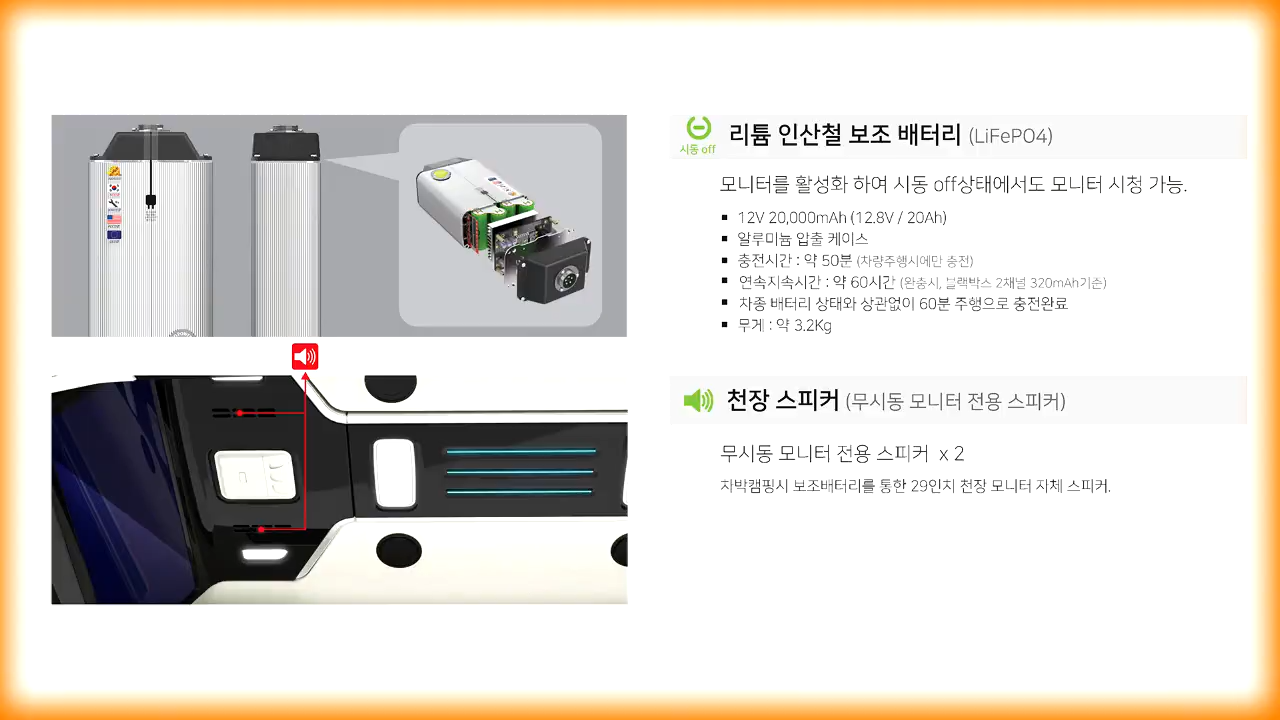 시동 off
리튬 인산철 보조 배터리 (LiFePO4)
모니터를 활성화 하여 시동 off상태에서도 모니터 시청 가능.
12V 20,000mAh (12.8V / 20Ah)
알루미늄 압출 케이스
충전시간 : 약 50분 (차량주행시에만 충전)
연속지속시간 : 약 60시간 (완충시, 블랙박스 2채널 320mAh기준)
차종 배터리 상태와 상관없이 60분 주행으로 충전완료
무게 : 약 3.2Kg
천장 스피커 (무시동 모니터 전용 스피커)
무시동 모니터 전용 스피커 x 2
차박캠핑시 보조배터리를 통한 29인치 천장 모니터 자체 스피커.